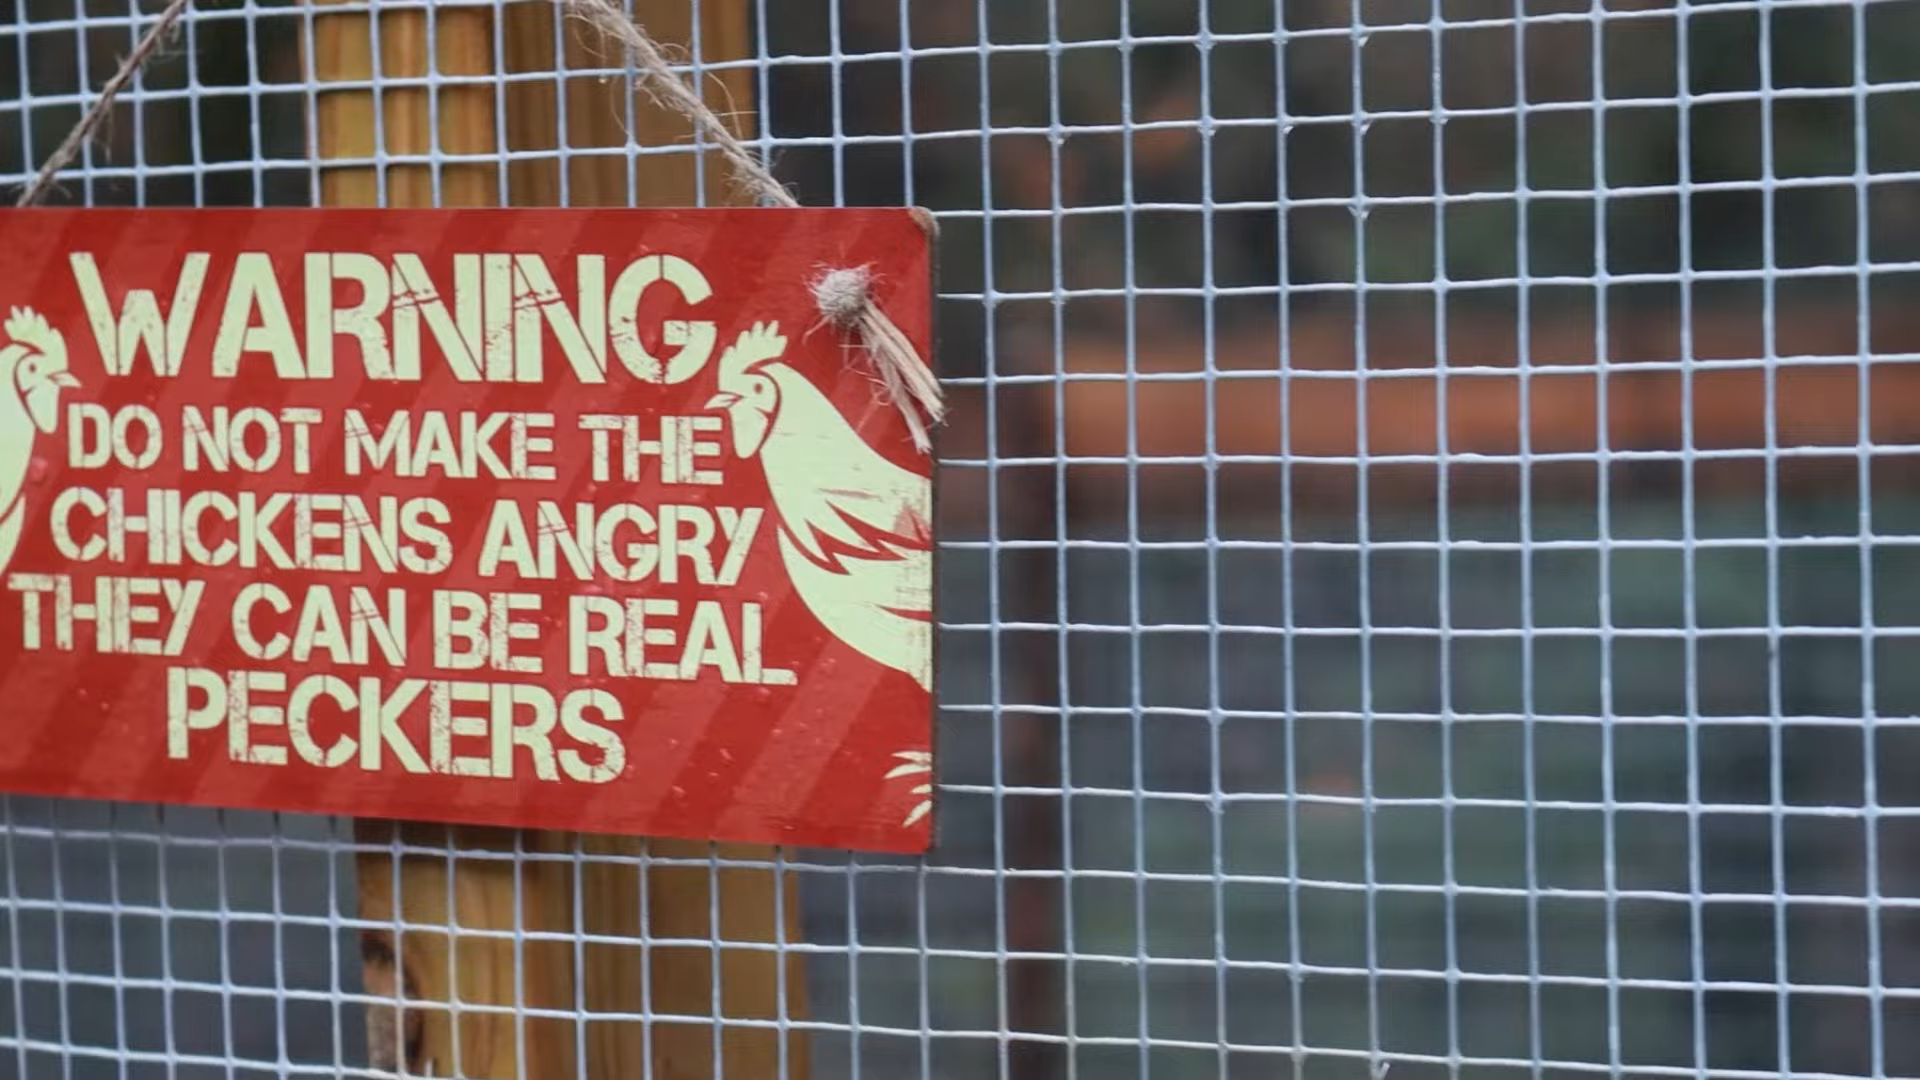 WARNING
DO NOT MAKE THE
CHICKENS ANGRY
THEY CAN BE REAL
PECKERS